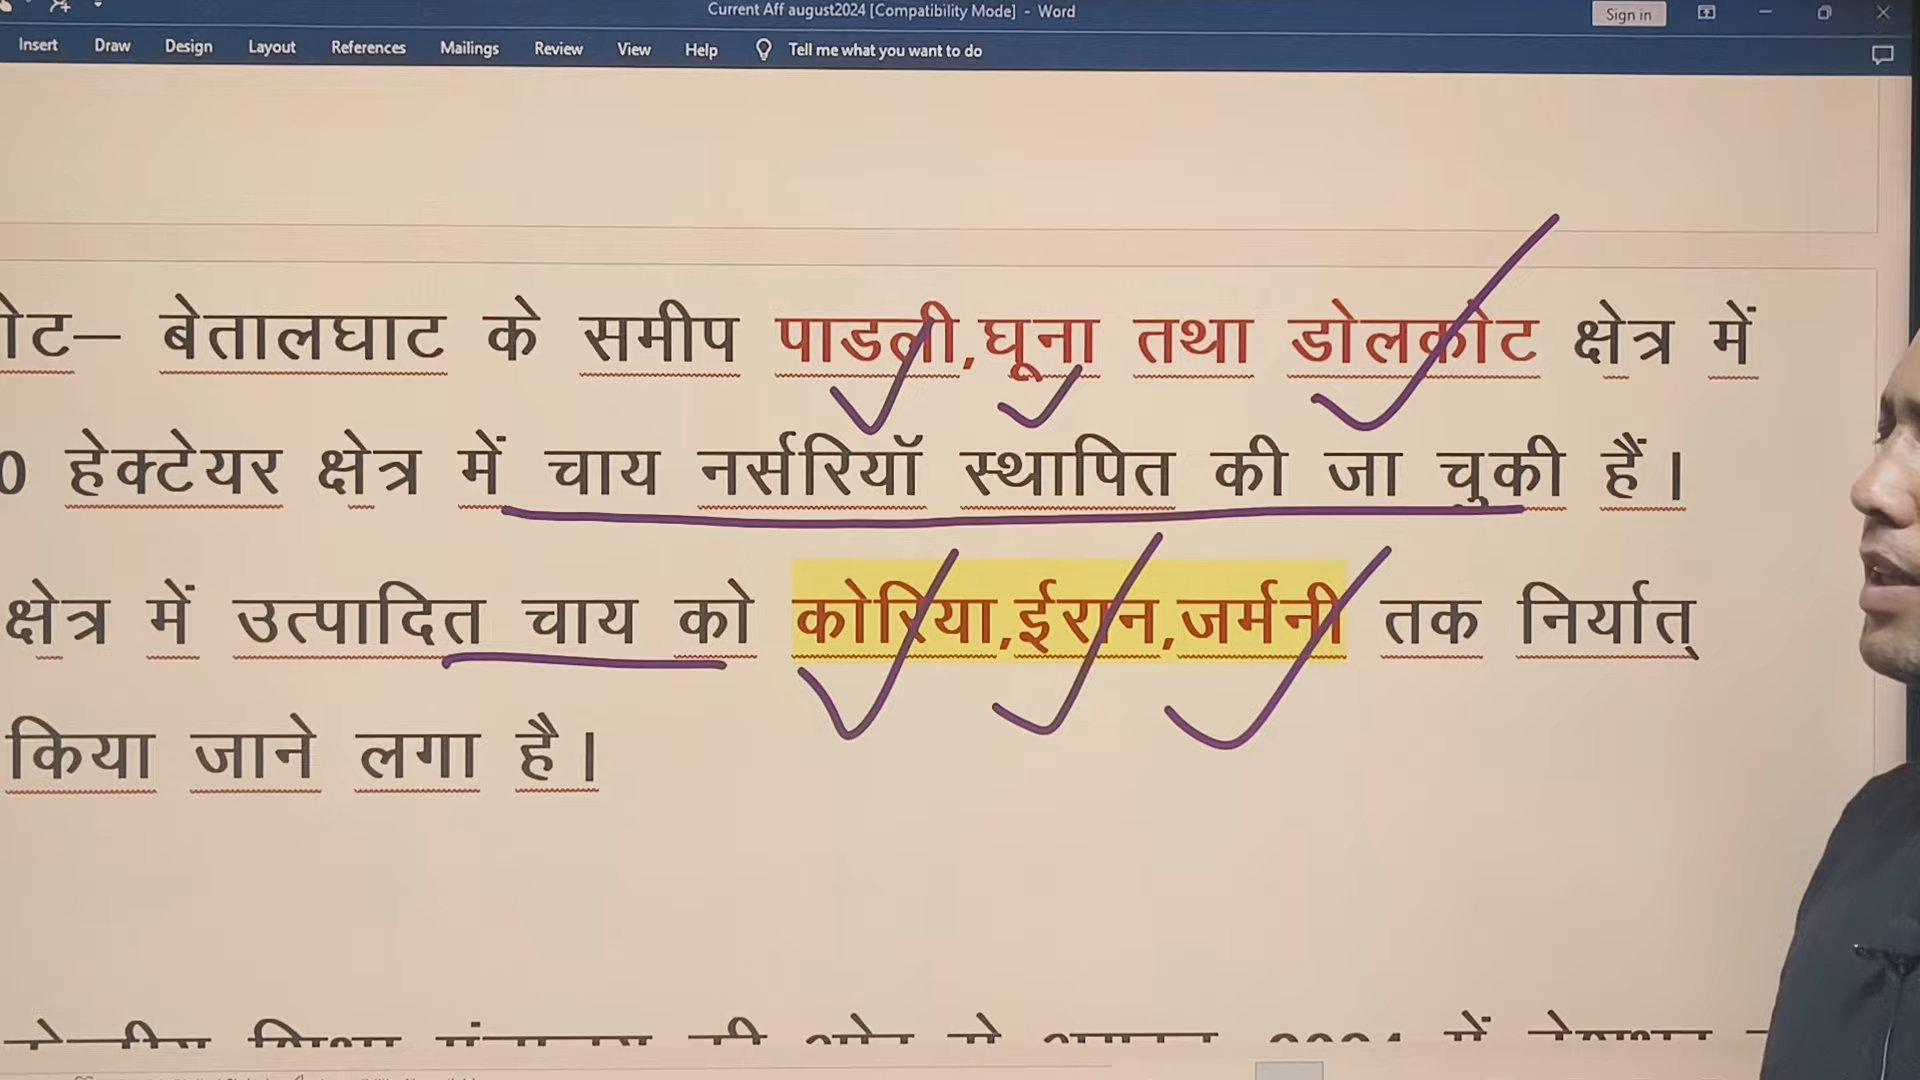 Current Aff august2024 [Compatibility Mode] - Word
Sign in
Insert Draw Design Layout References Mailings Review View Help Tell me what you want to do
बेतालघाट के समीप पाडली,घूना तथा डोलकोट क्षेत्र में
0 हेक्टेयर क्षेत्र में चाय नर्सरियॉ स्थापित की जा चुकी हैं।
क्षेत्र में उत्पादित चाय को कोरिया,ईरान,जर्मनी तक निर्यात्
किया जाने लगा है।